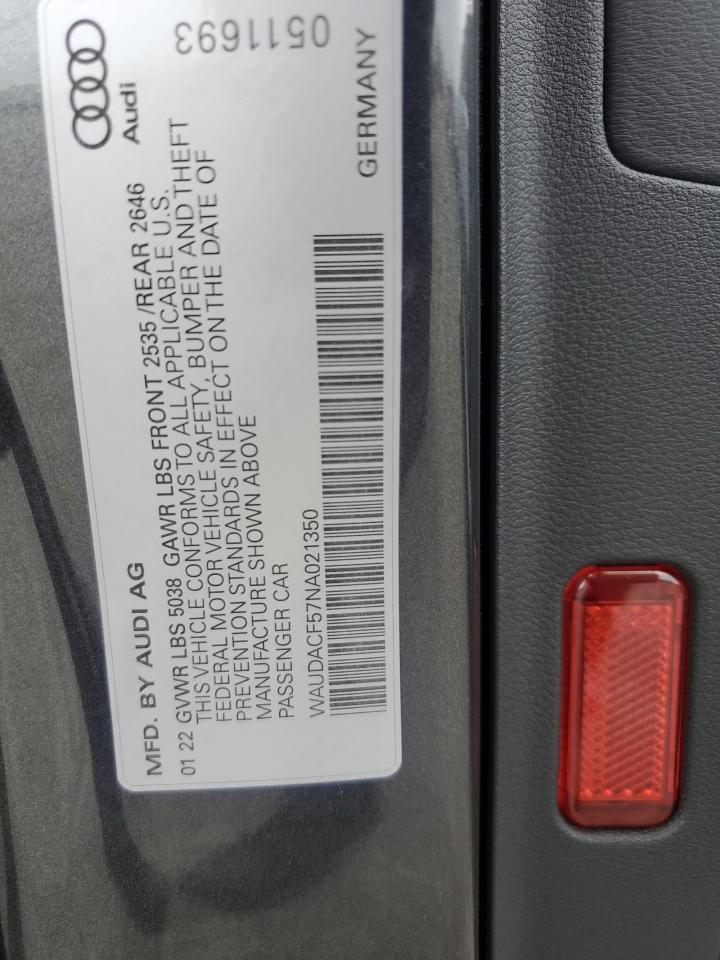 MFD. BY AUDI AG
01 22 GVWR LBS 5038 GAWR LBS FRONT 2535 /REAR 2646
THIS VEHICLE CONFORMS TO ALL APPLICABLE U.S.
FEDERAL MOTOR VEHICLE SAFETY, BUMPER AND THEFT
PREVENTION STANDARDS IN EFFECT ON THE DATE OF
MANUFACTURE SHOWN ABOVE
PASSENGER CAR
WAUDACF57NA021350
Audi
0511693
GERMANY